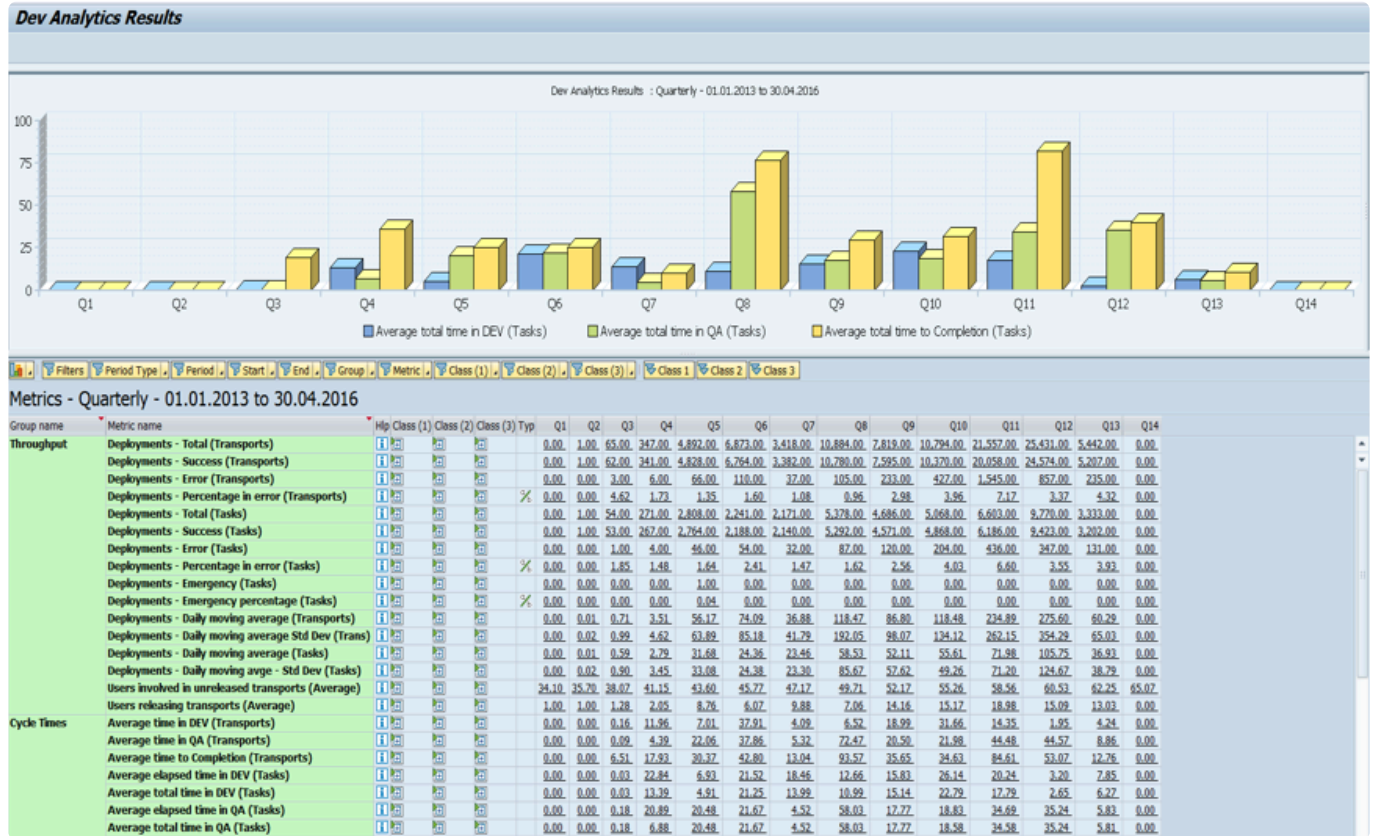 Dev Analytics Results
Dev Analytics Results : Quarterly - 01.01.2013 to 30.04.2016
100
75
50
25
0
Q1 Q2 Q3 Q4 Q5 Q6 Q7 Q8 Q9 Q10 Q11 Q12 Q13 Q14
Average total time in DEV (Tasks) Average total time in QA (Tasks) Average total time to Completion (Tasks)
Filters Period Type Period Start End Group Metric Class (1) Class (2) Class (3) Class 1 Class 2 Class 3
Metrics - Quarterly - 01.01.2013 to 30.04.2016
Group name Metric name Hlp Class (1) Class (2) Class (3) Typ Q1 Q2 Q3 Q4 Q5 Q6 Q7 Q8 Q9 Q10 Q11 Q12 Q13 Q14
Throughput Deployments - Total (Transports) 0.00 1.00 65.00 347.00 4,892.00 6,873.00 3,418.00 10,884.00 7,819.00 10,794.00 21,557.00 25,431.00 5,442.00 0.00
Deployments - Success (Transports) 0.00 1.00 62.00 341.00 4,828.00 6,764.00 3,382.00 10,780.00 7,595.00 10,370.00 20,058.00 24,574.00 5,207.00 0.00
Deployments - Error (Transports) 0.00 0.00 3.00 6.00 66.00 110.00 37.00 105.00 233.00 427.00 1,545.00 857.00 235.00 0.00
Deployments - Percentage in error (Transports) % 0.00 0.00 4.62 1.73 1.35 1.60 1.08 0.96 2.98 3.96 7.17 3.37 4.32 0.00
Deployments - Total (Tasks) 0.00 1.00 54.00 271.00 2,808.00 2,241.00 2,171.00 5,378.00 4,686.00 5,068.00 6,603.00 9,770.00 3,333.00 0.00
Deployments - Success (Tasks) 0.00 1.00 53.00 267.00 2,764.00 2,188.00 2,140.00 5,292.00 4,571.00 4,868.00 6,186.00 9,423.00 3,202.00 0.00
Deployments - Error (Tasks) 0.00 0.00 1.00 4.00 46.00 54.00 32.00 87.00 120.00 204.00 436.00 347.00 131.00 0.00
Deployments - Percentage in error (Tasks) % 0.00 0.00 1.85 1.48 1.64 2.41 1.47 1.62 2.56 4.03 6.60 3.55 3.93 0.00
Deployments - Emergency (Tasks) 0.00 0.00 0.00 0.00 1.00 0.00 0.00 0.00 0.00 0.00 0.00 0.00 0.00 0.00
Deployments - Emergency percentage (Tasks) % 0.00 0.00 0.00 0.00 0.04 0.00 0.00 0.00 0.00 0.00 0.00 0.00 0.00 0.00
Deployments - Daily moving average (Transports) 0.00 0.01 0.71 3.51 56.17 74.09 36.88 118.47 86.80 118.48 234.89 275.60 60.29 0.00
Deployments - Daily moving average Std Dev (Trans) 0.00 0.02 0.99 4.62 63.89 85.18 41.79 192.05 98.07 134.12 262.15 354.29 65.03 0.00
Deployments - Daily moving average (Tasks) 0.00 0.01 0.59 2.79 31.68 24.36 23.46 58.53 52.11 55.61 71.98 105.75 36.93 0.00
Deployments - Daily moving avge - Std Dev (Tasks) 0.00 0.02 0.90 3.45 33.08 24.38 23.30 85.67 57.62 49.26 71.20 124.67 38.79 0.00
Users involved in unreleased transports (Average) 34.10 35.70 38.07 41.15 43.60 45.77 47.17 49.71 52.17 55.26 58.56 60.53 62.25 65.07
Users releasing transports (Average) 1.00 1.00 1.28 2.05 8.76 6.07 9.88 7.06 14.16 15.17 18.98 15.09 13.03 0.00
Cycle Times Average time in DEV (Transports) 0.00 0.00 0.16 11.96 7.01 37.91 4.09 6.52 18.99 31.66 14.35 1.95 4.24 0.00
Average time in QA (Transports) 0.00 0.00 0.09 4.39 22.06 37.86 5.32 72.47 20.50 21.98 44.48 44.57 8.86 0.00
Average time to Completion (Transports) 0.00 0.00 6.51 17.93 30.37 42.80 13.04 93.57 35.65 34.63 84.61 53.07 12.76 0.00
Average elapsed time in DEV (Tasks) 0.00 0.00 0.03 22.84 6.93 21.52 18.46 12.66 15.83 26.14 20.24 3.20 7.85 0.00
Average total time in DEV (Tasks) 0.00 0.00 0.03 13.39 4.91 21.25 13.99 10.99 15.14 22.79 17.79 2.65 6.27 0.00
Average elapsed time in QA (Tasks) 0.00 0.00 0.18 20.89 20.48 21.67 4.52 58.03 17.77 18.83 34.69 35.24 5.83 0.00
Average total time in QA (Tasks) 0.00 0.00 0.18 6.88 20.48 21.67 4.52 58.03 17.77 18.58 34.58 35.24 5.81 0.00